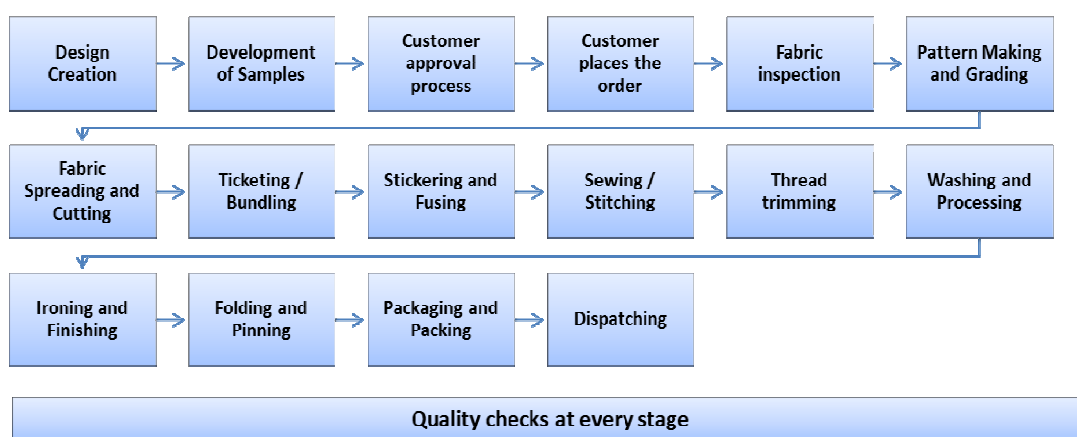 Design
Creation
Development
of Samples
Customer
approval
process
Customer
places the
order
Fabric
inspection
Pattern Making
and Grading
Fabric
Spreading and
Cutting
Ticketing /
Bundling
Stickering and
Fusing
Sewing /
Stitching
Thread
trimming
Washing and
Processing
Ironing and
Finishing
Folding and
Pinning
Packaging and
Packing
Dispatching
Quality checks at every stage